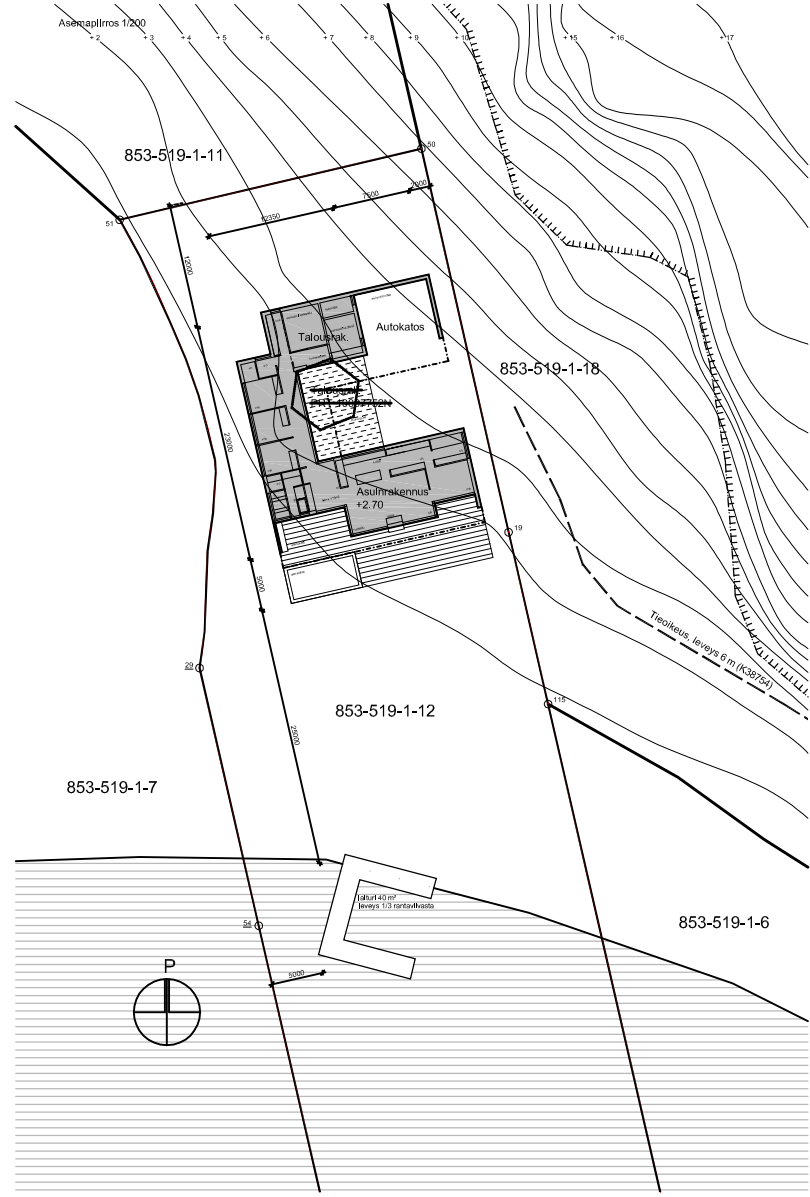 Asemapiirros 1/200
+ 2 + 3 + 4 + 5 + 6 + 7 + 8 + 9 + 10 + 15 + 16 + 17
853-519-1-11
50
51
2000
7500
12350
12000
Talousrak.
Autokatos
853-519-1-18
23000
Asuinrakennus
+2.70
19
5000
Tieoikeus, leveys 6 m (K38754)
29
115
853-519-1-12
25000
853-519-1-7
laituri 40 m²
leveys 1/3 rantaviivasta
54
853-519-1-6
P
5000